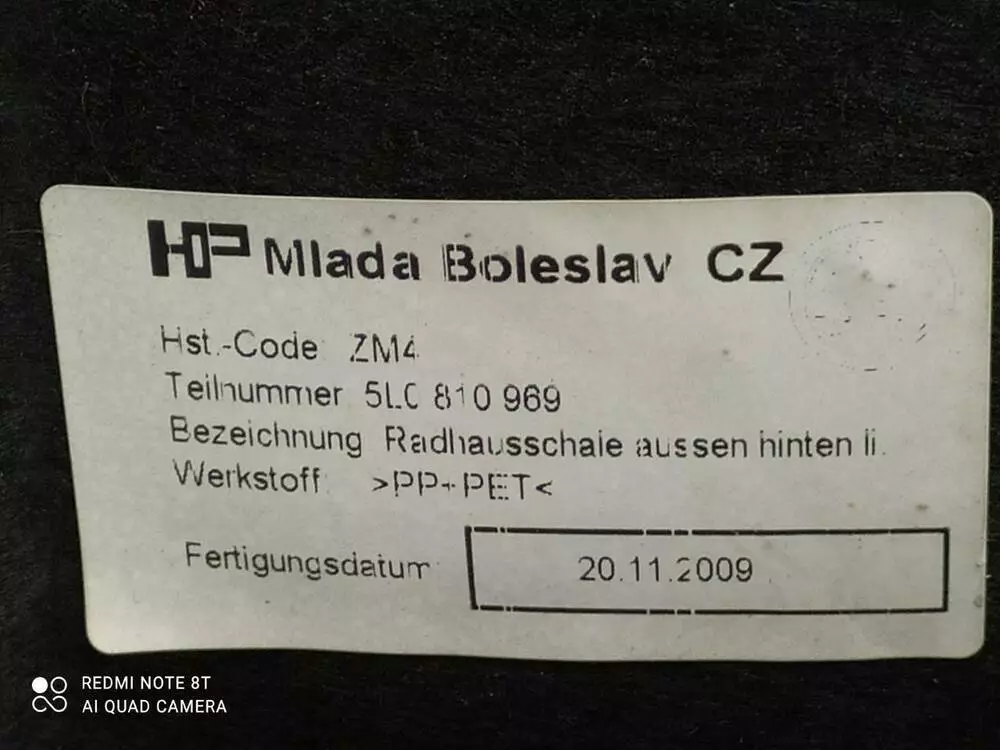 HP Mlada Boleslav CZ
Hst.-Code ZM4
Teilnummer 5LC 810 969
Bezeichnung Radhausschale aussen hinten li.
Werkstoff >PP+PET<
Fertigungsdatum 20.11.2009
REDMI NOTE 8T
AI QUAD CAMERA